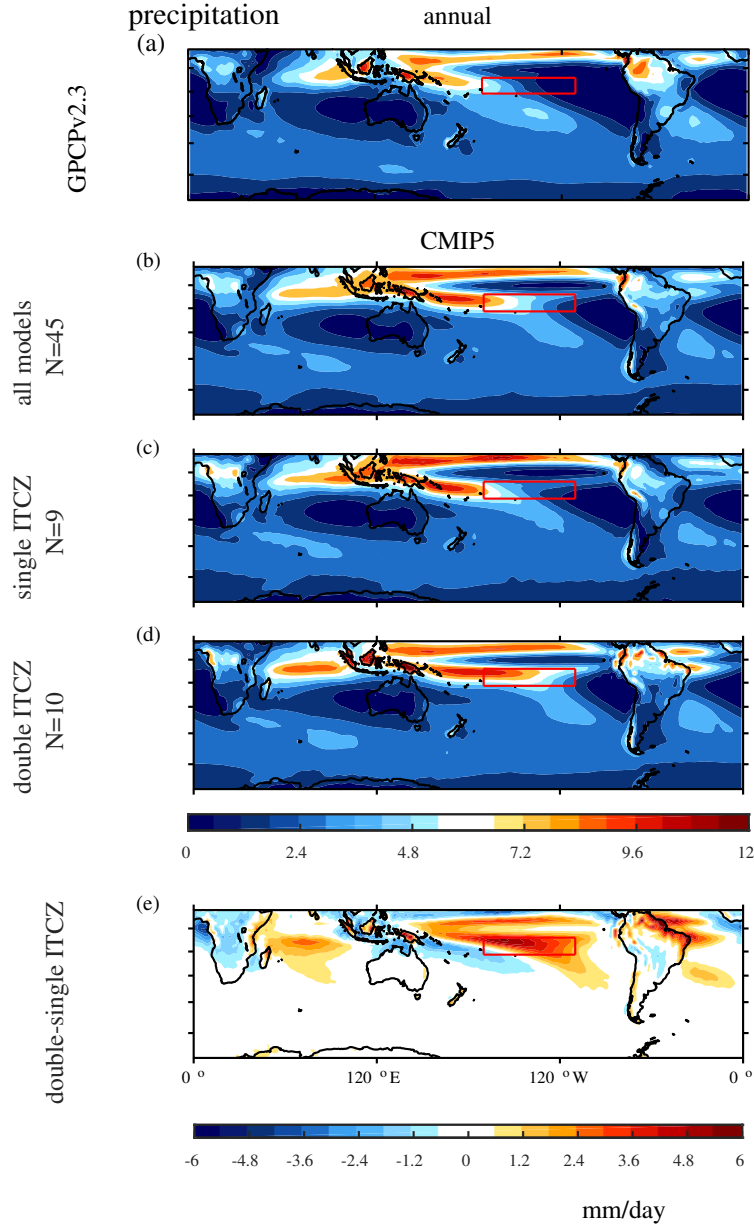 precipitation annual
(a)
GPCPv2.3
CMIP5
(b)
all models
N=45
(c)
single ITCZ
N=9
(d)
double ITCZ
N=10
0 2.4 4.8 7.2 9.6 12
(e)
double-single ITCZ
0 º 120 ºE 120 ºW 0 º
-6 -4.8 -3.6 -2.4 -1.2 0 1.2 2.4 3.6 4.8 6
mm/day